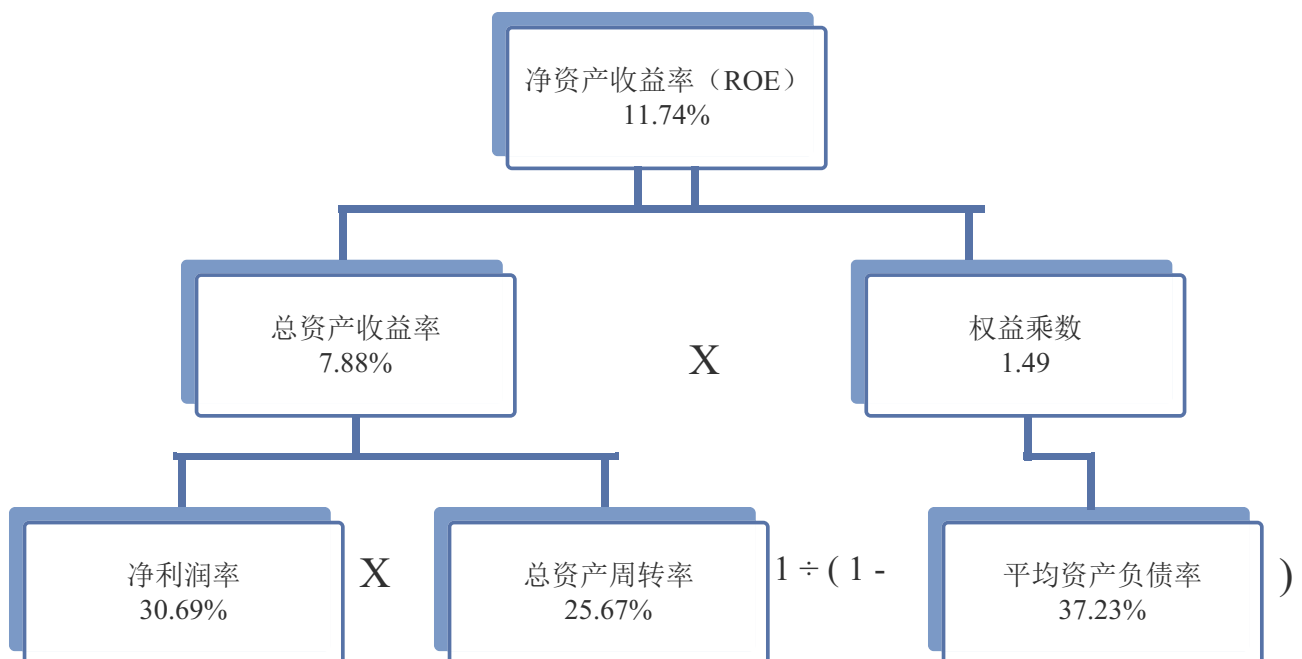 净资产收益率（ROE）
11.74%
总资产收益率
7.88%
X
权益乘数
1.49
净利润率
30.69%
X
总资产周转率
25.67%
1 ÷ ( 1 -
平均资产负债率
37.23%
)